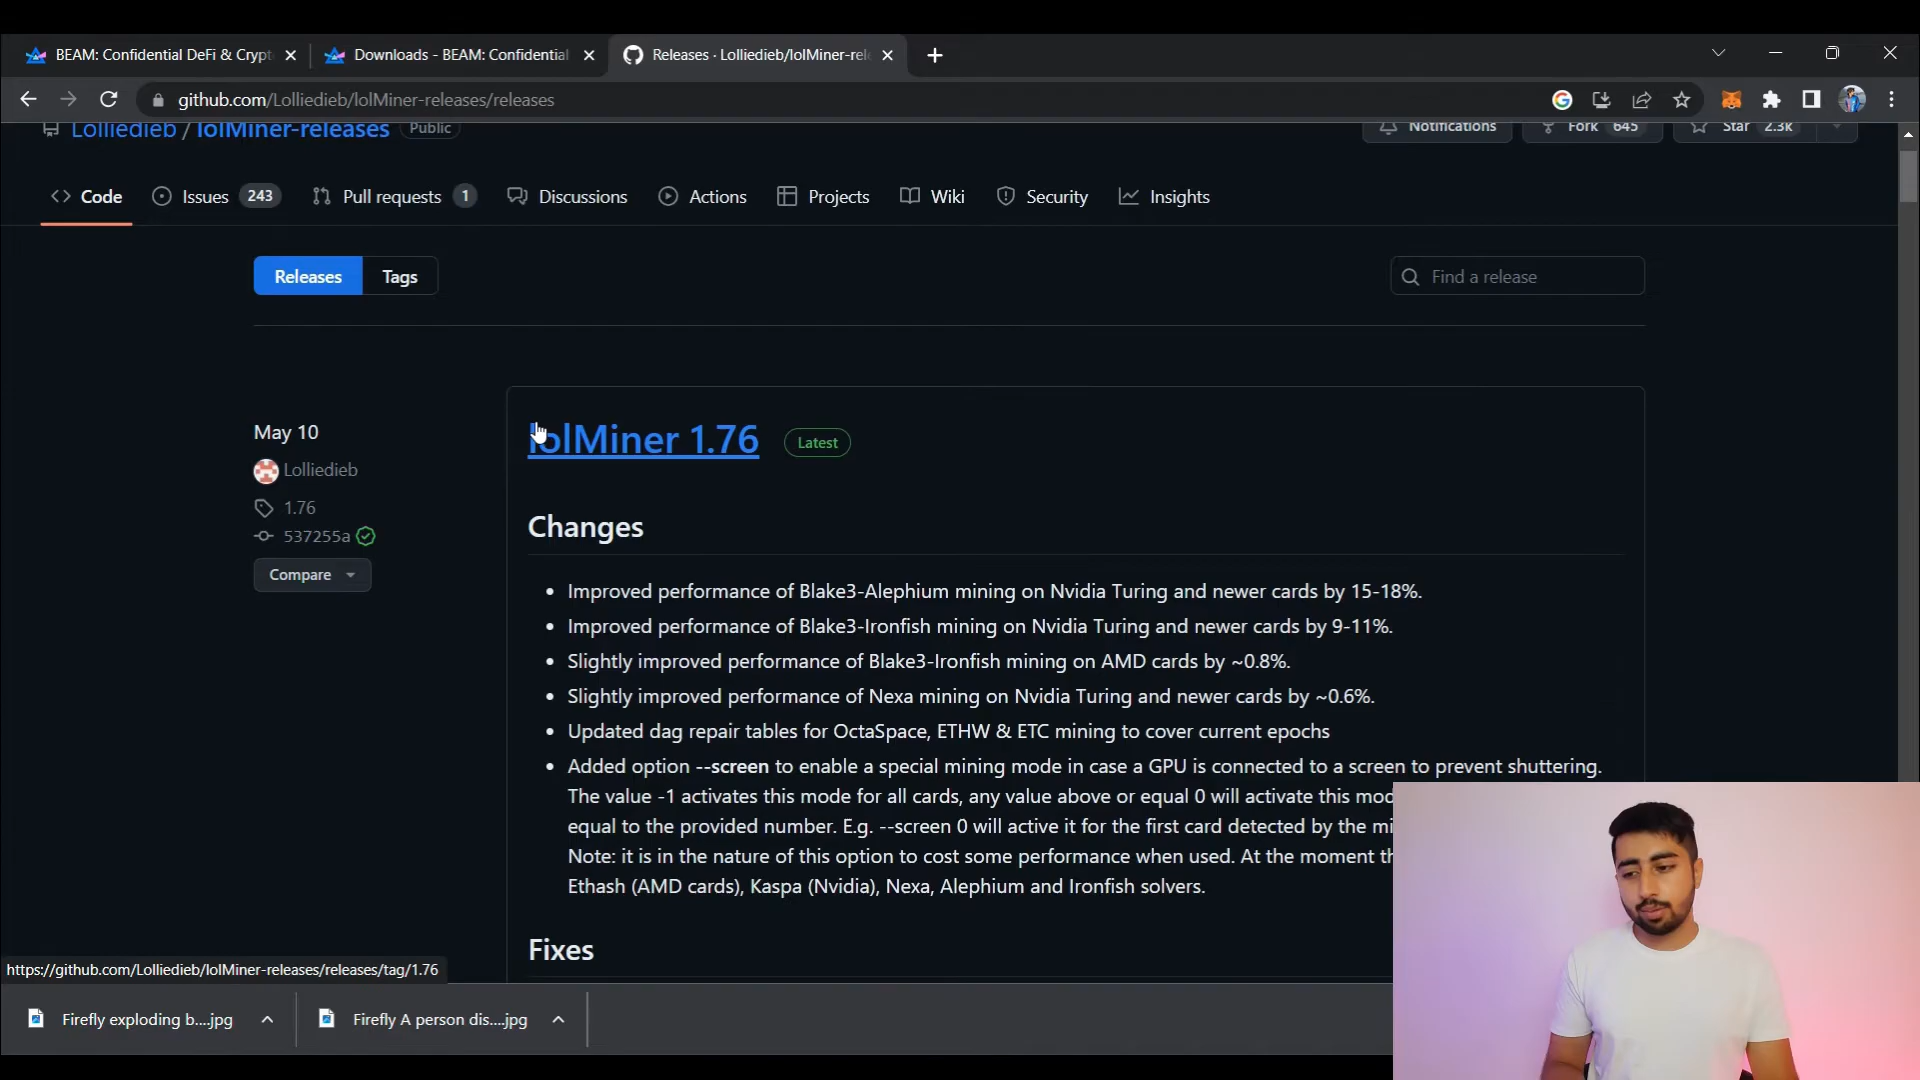 BEAM: Confidential DeFi & Crypt
Downloads - BEAM: Confidential
Releases · Lolliedieb/lolMiner-rel
github.com/Lolliedieb/lolMiner-releases/releases
Lolliedieb / lolMiner-releases Public
Notifications
Fork 645
Star 2.3k
Code
Issues 243
Pull requests 1
Discussions
Actions
Projects
Wiki
Security
Insights
Releases
Tags
Find a release
May 10
Lolliedieb
1.76
537255a
Compare
lolMiner 1.76
Latest
Changes
• Improved performance of Blake3-Alephium mining on Nvidia Turing and newer cards by 15-18%.
• Improved performance of Blake3-Ironfish mining on Nvidia Turing and newer cards by 9-11%.
• Slightly improved performance of Blake3-Ironfish mining on AMD cards by ~0.8%.
• Slightly improved performance of Nexa mining on Nvidia Turing and newer cards by ~0.6%.
• Updated dag repair tables for OctaSpace, ETHW & ETC mining to cover current epochs
• Added option --screen to enable a special mining mode in case a GPU is connected to a screen to prevent shuttering.
The value -1 activates this mode for all cards, any value above or equal 0 will activate this mod
equal to the provided number. E.g. --screen 0 will active it for the first card detected by the mi
Note: it is in the nature of this option to cost some performance when used. At the moment th
Ethash (AMD cards), Kaspa (Nvidia), Nexa, Alephium and Ironfish solvers.
Fixes
https://github.com/Lolliedieb/lolMiner-releases/releases/tag/1.76
Firefly exploding b....jpg
Firefly A person dis....jpg